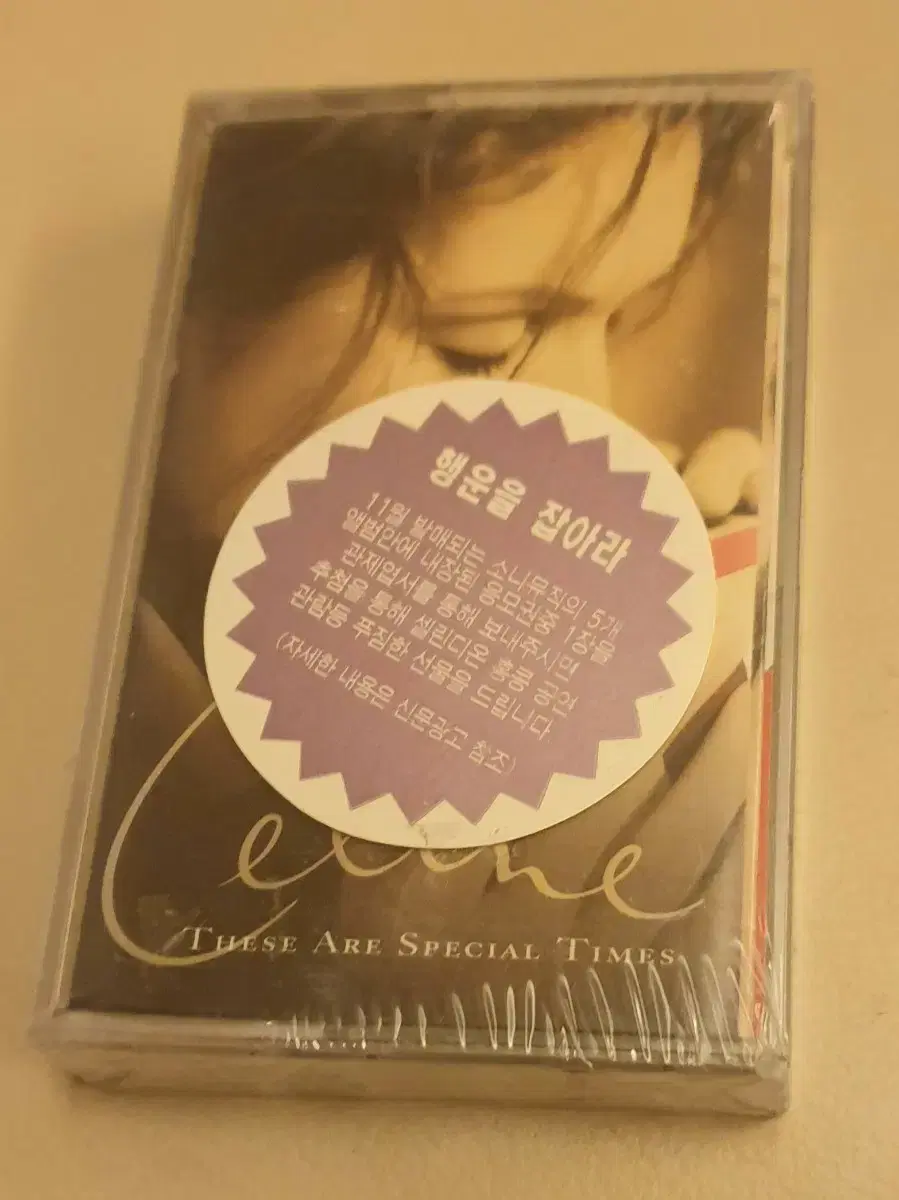 행운을 잡아라
11월 발매되는 소니뮤직의 5개
앨범안에 내장된 응모권중 1장을
관제엽서를 통해 보내주시면
추첨을 통해 셀린디온 홍콩 공연
관람등 푸짐한 선물을 드립니다
(자세한 내용은 신문광고 참조)
Celine
THESE ARE SPECIAL TIMES